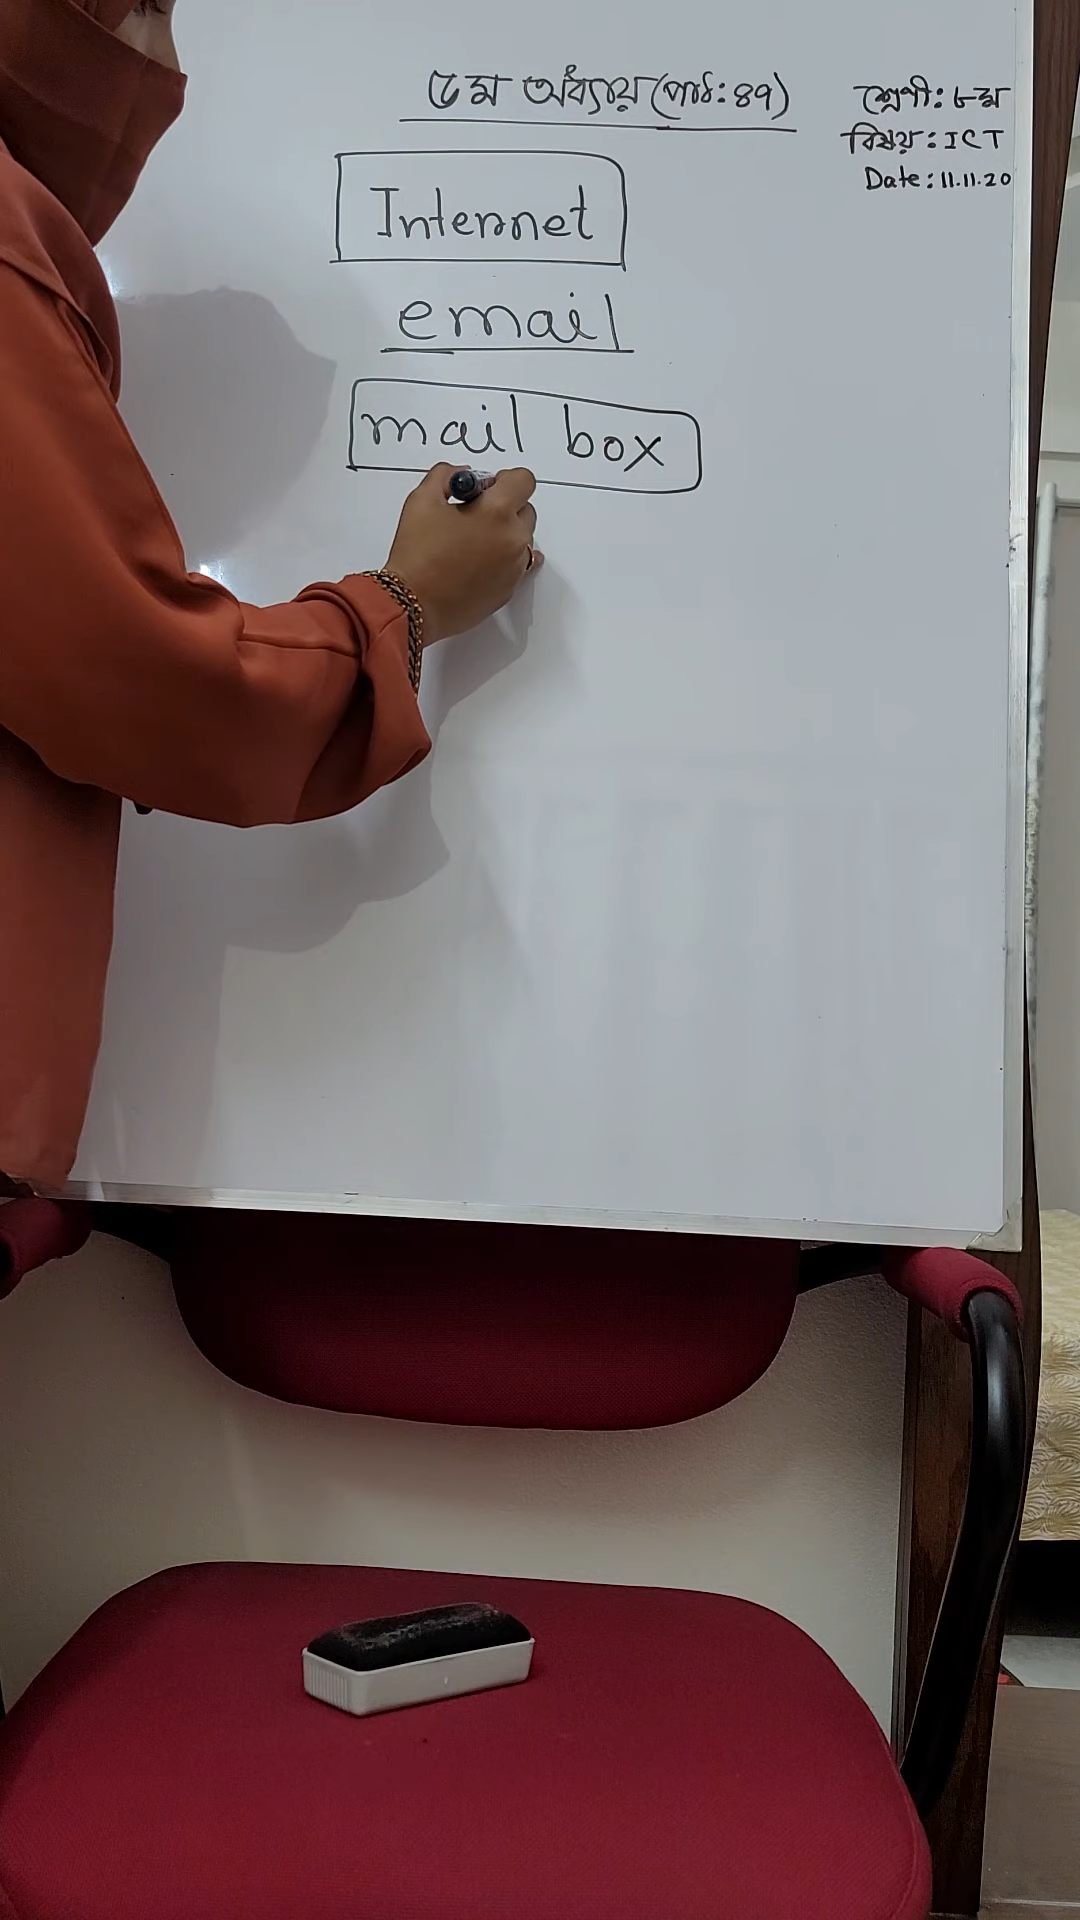 ৫ম অধ্যায় (পাঠ: ৪৭)
শ্রেণী: ৮ম
বিষয়: ICT
Date: 11.11.20
Internet
email
mail box